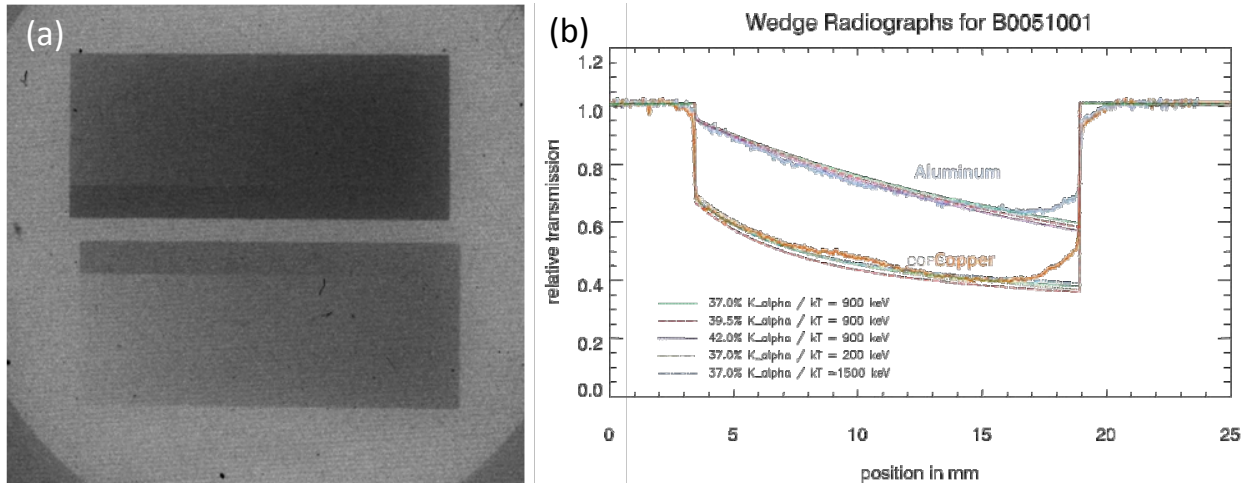 (a)
(b)
Wedge Radiographs for B0051001
relative transmission
1.2
1.0
0.8
0.6
0.4
0.2
0.0
Aluminum
Copper
37.0% K_alpha / kT = 900 keV
39.5% K_alpha / kT = 900 keV
42.0% K_alpha / kT = 900 keV
37.0% K_alpha / kT = 200 keV
37.0% K_alpha / kT =1500 keV
0 5 10 15 20 25
position in mm